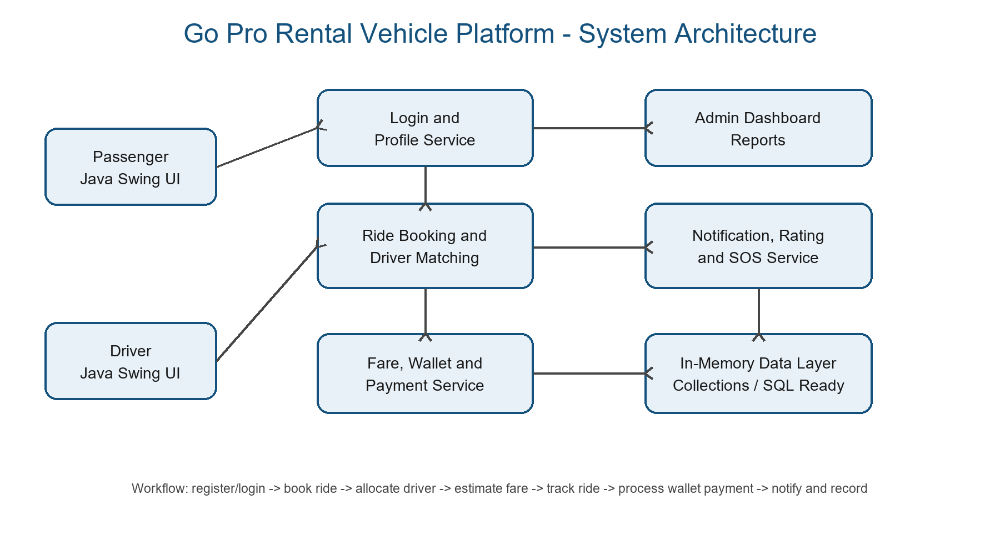 Go Pro Rental Vehicle Platform - System Architecture
Passenger
Java Swing UI
Login and
Profile Service
Admin Dashboard
Reports
Ride Booking and
Driver Matching
Notification, Rating
and SOS Service
Driver
Java Swing UI
Fare, Wallet and
Payment Service
In-Memory Data Layer
Collections / SQL Ready
Workflow: register/login -> book ride -> allocate driver -> estimate fare -> track ride -> process wallet payment -> notify and record